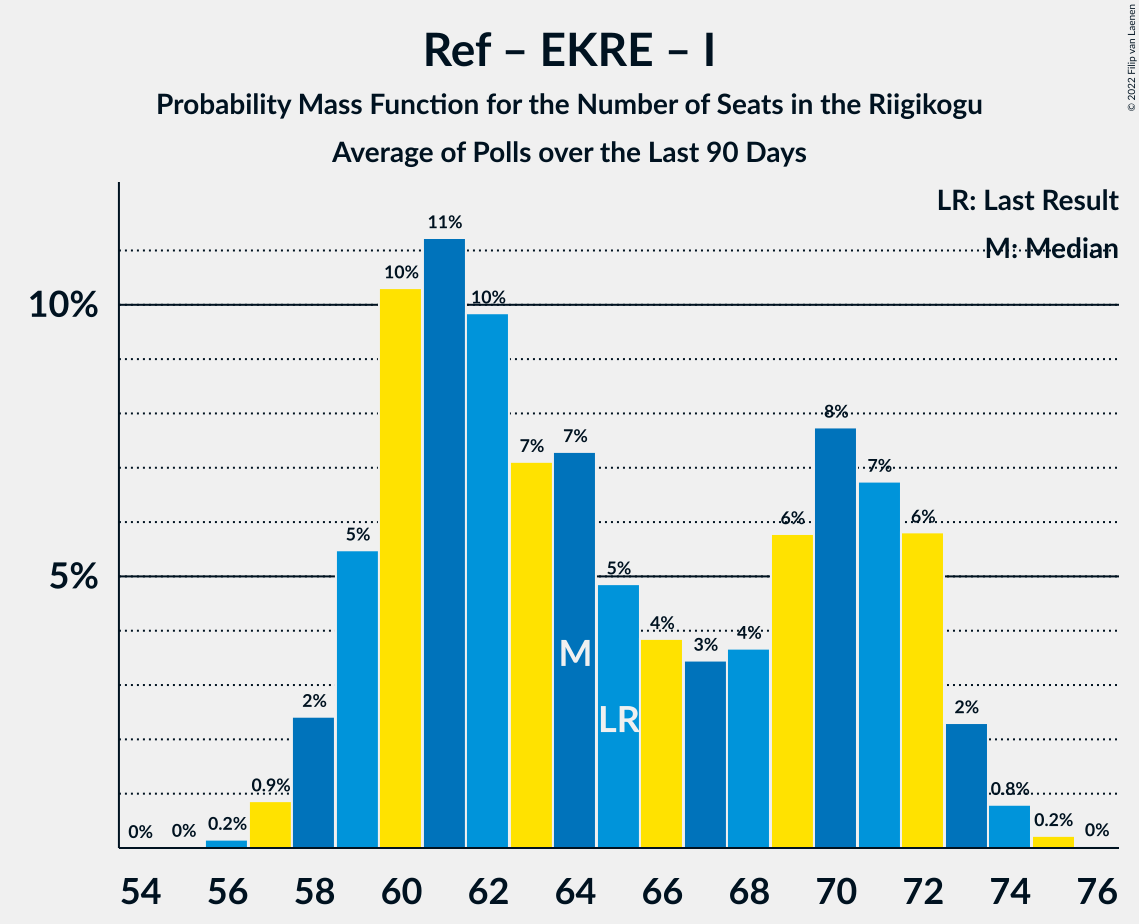 Ref – EKRE – I
Probability Mass Function for the Number of Seats in the Riigikogu
Average of Polls over the Last 90 Days
© 2022 Filip van Laenen
LR: Last Result
M: Median
10%
5%
0%
0%
0.2%
0.9%
2%
5%
10%
11%
10%
7%
7%
5%
4%
3%
4%
6%
8%
7%
6%
2%
0.8%
0.2%
0%
M
LR
54 56 58 60 62 64 66 68 70 72 74 76